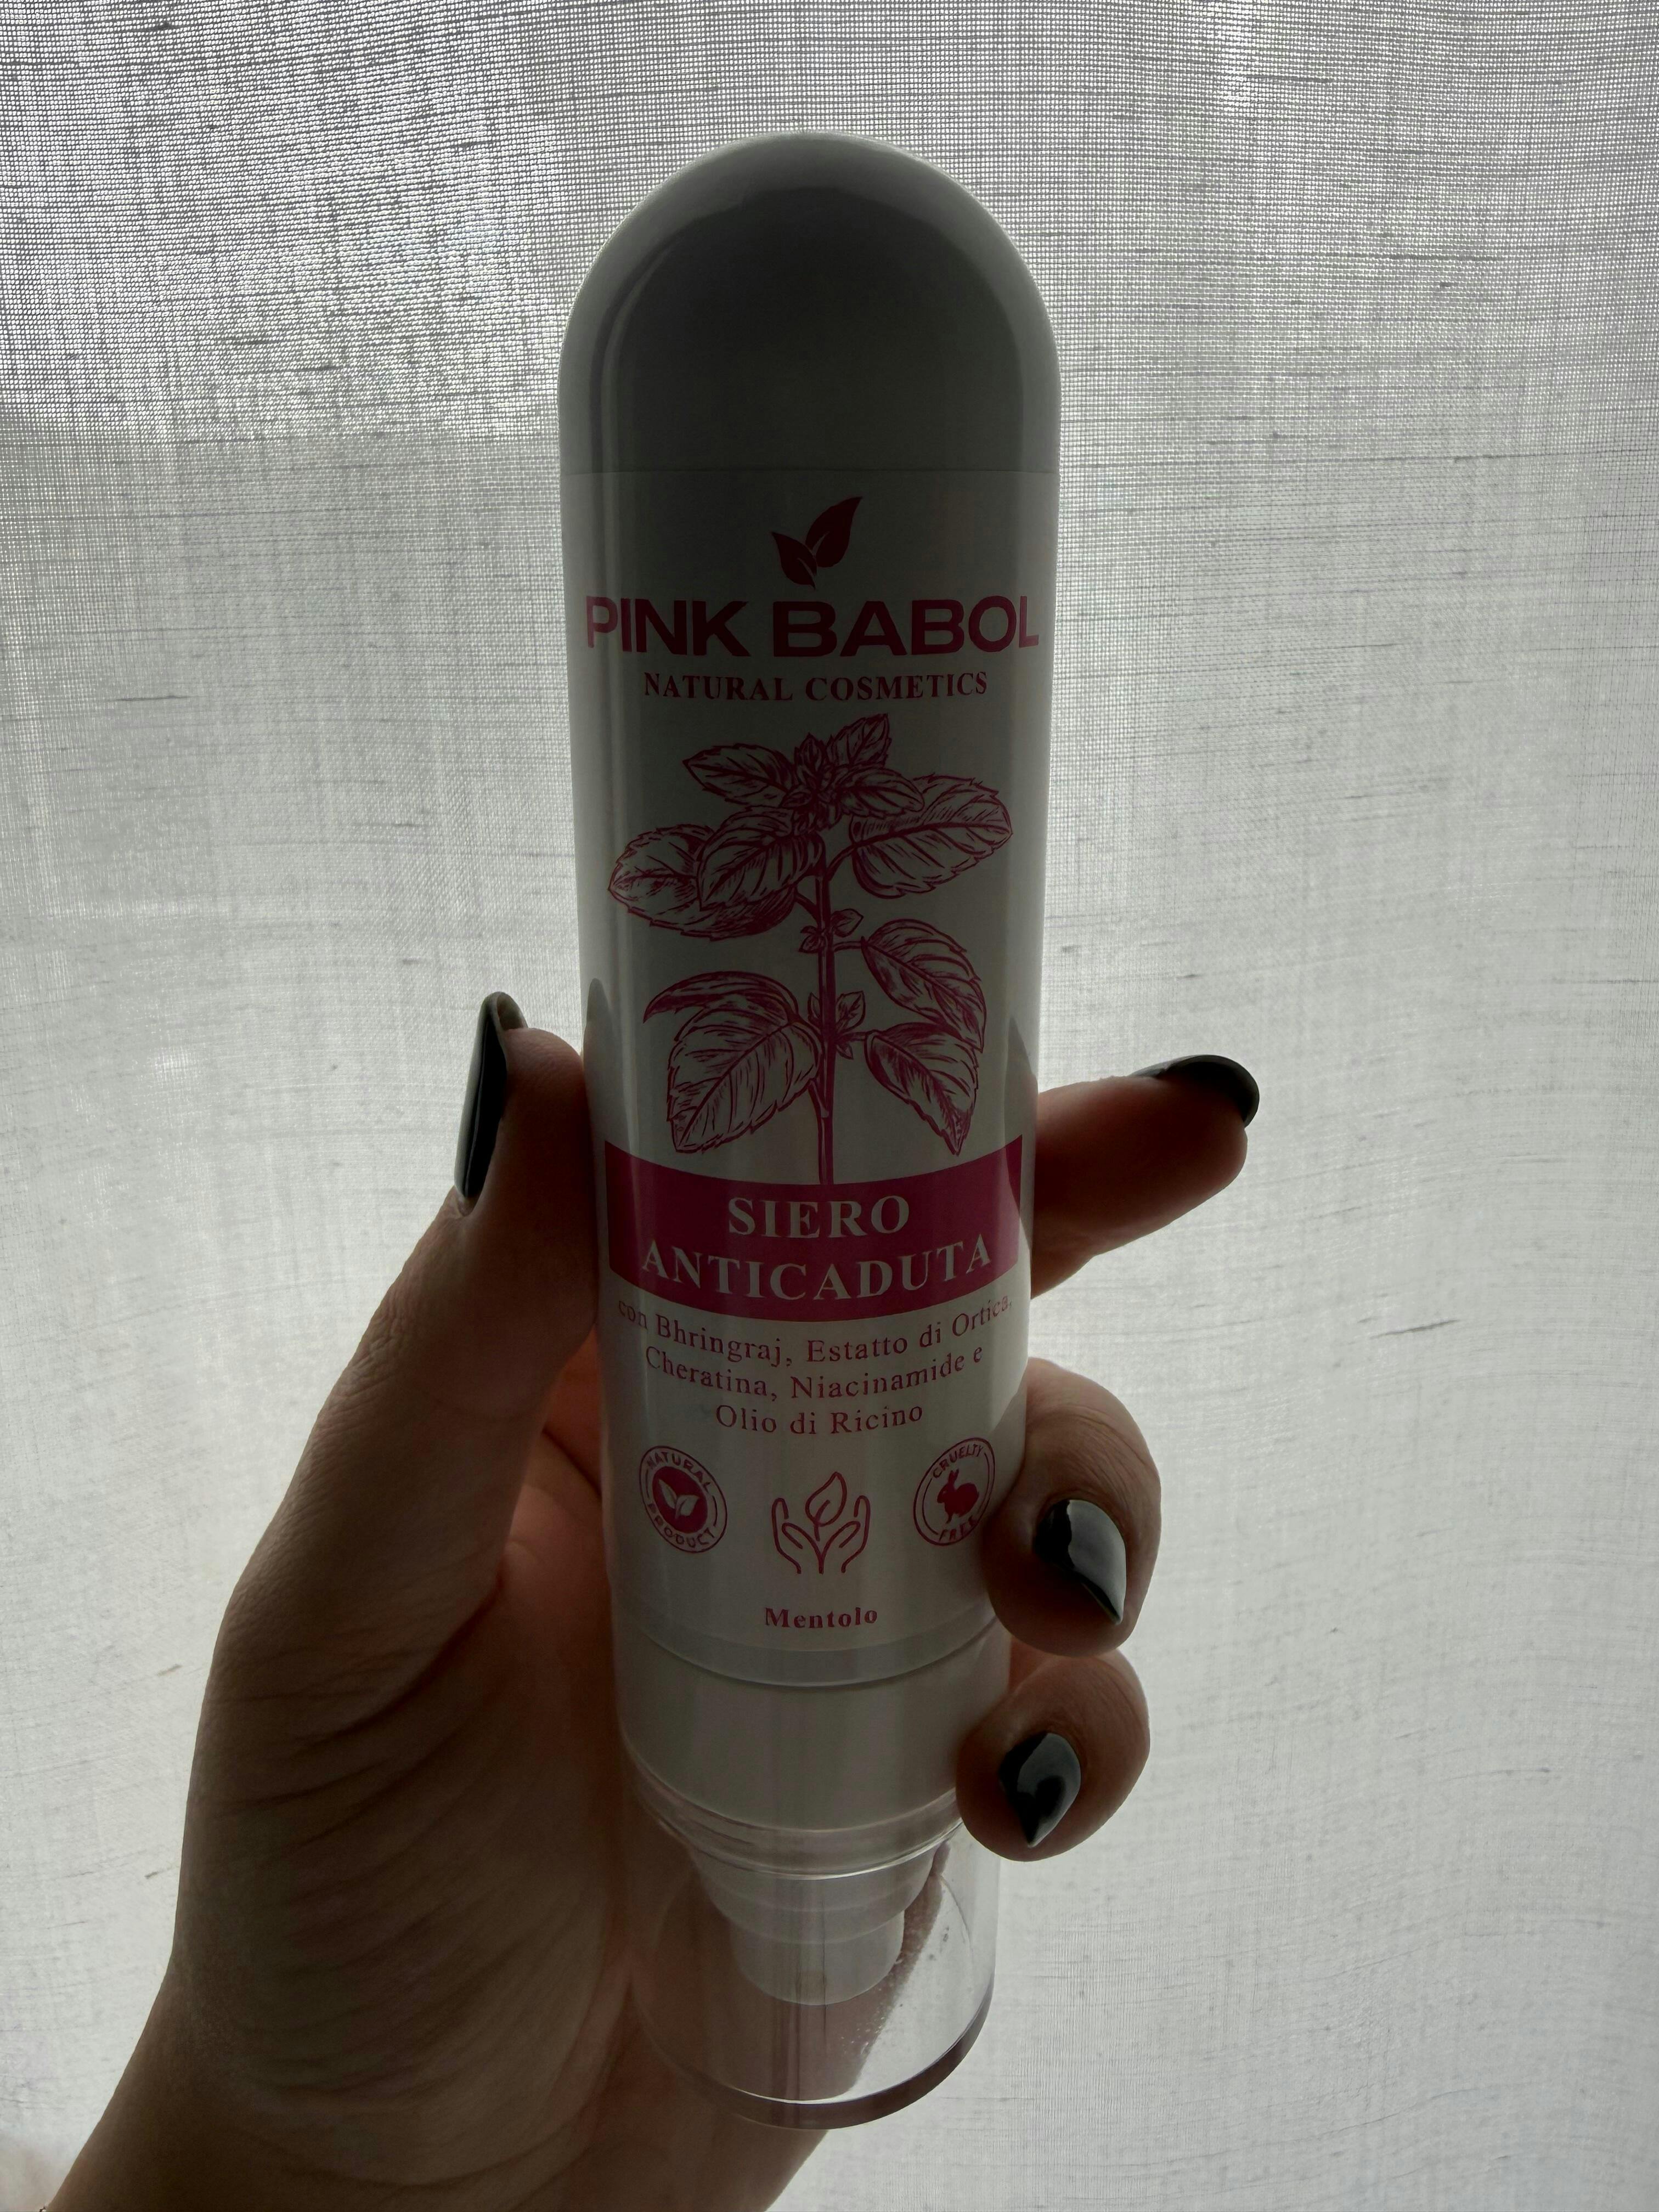 PINK BABOL
NATURAL COSMETICS
SIERO
ANTICADUTA
con Bhringraj, Estatto di Ortica,
Cheratina, Niacinamide e
Olio di Ricino
NATURAL PRODUCT
CRUELTY FREE
Mentolo